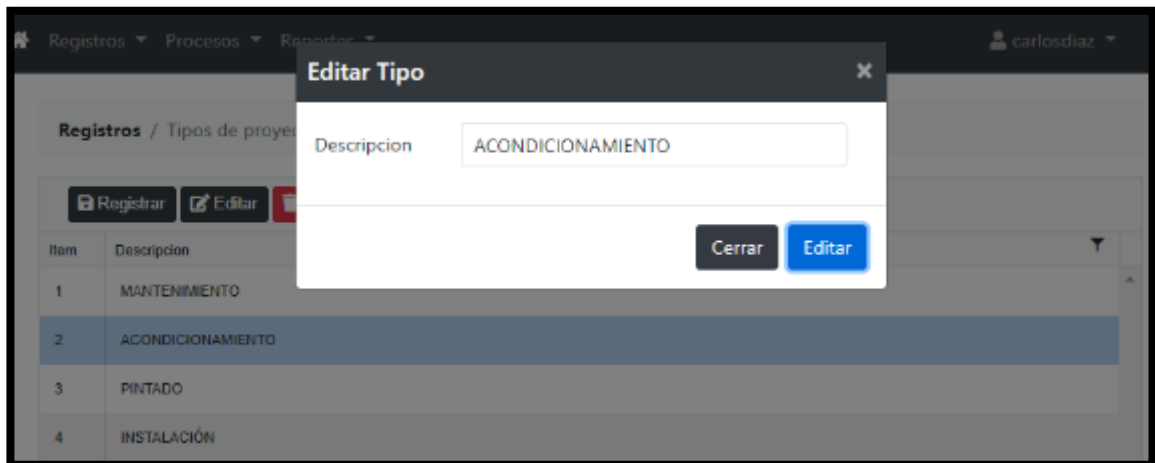 Registros Procesos Reportes carlosdiaz
Editar Tipo ×
Registros / Tipos de proyec
Descripcion ACONDICIONAMIENTO
Registrar Editar
Cerrar Editar
Item Descripcion
1 MANTENIMIENTO
2 ACONDICIONAMIENTO
3 PINTADO
4 INSTALACIÓN